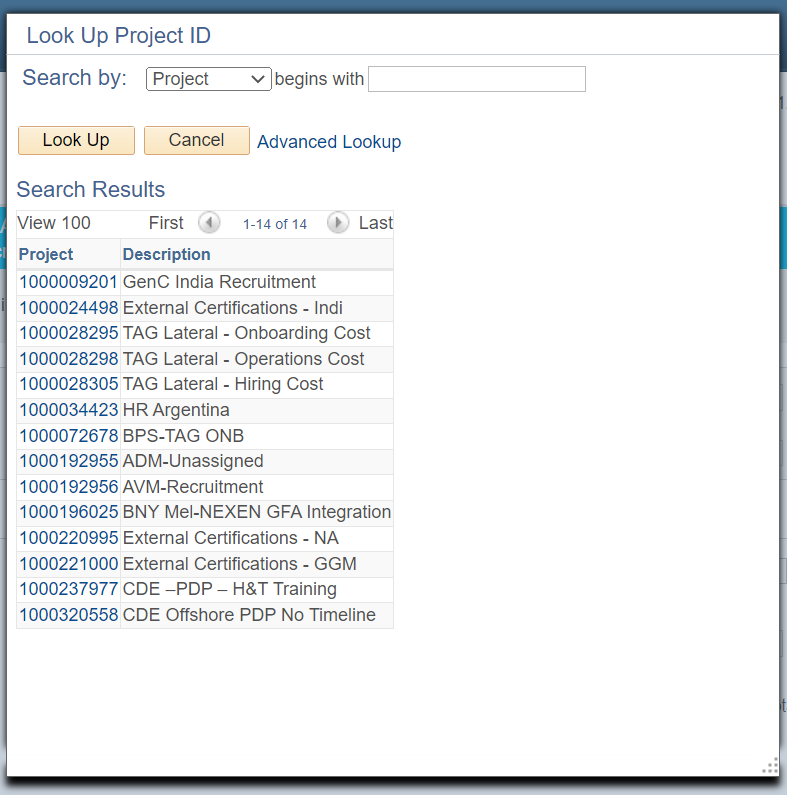 Look Up Project ID
Search by: Project begins with
Look Up Cancel Advanced Lookup
Search Results
View 100 First 1-14 of 14 Last
Project Description
1000009201 GenC India Recruitment
1000024498 External Certifications - Indi
1000028295 TAG Lateral - Onboarding Cost
1000028298 TAG Lateral - Operations Cost
1000028305 TAG Lateral - Hiring Cost
1000034423 HR Argentina
1000072678 BPS-TAG ONB
1000192955 ADM-Unassigned
1000192956 AVM-Recruitment
1000196025 BNY Mel-NEXEN GFA Integration
1000220995 External Certifications - NA
1000221000 External Certifications - GGM
1000237977 CDE –PDP – H&T Training
1000320558 CDE Offshore PDP No Timeline